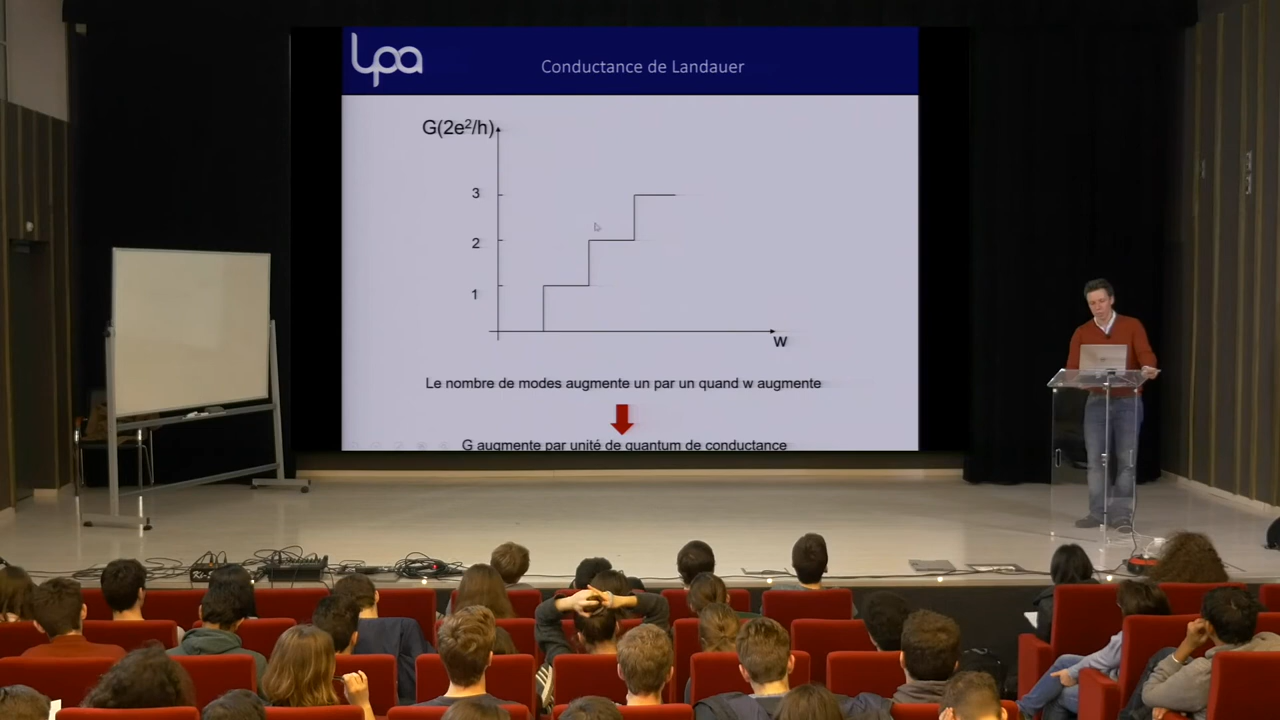 Lpa
Conductance de Landauer
G(2e²/h)
3
2
1
w
Le nombre de modes augmente un par un quand w augmente
G augmente par unité de quantum de conductance